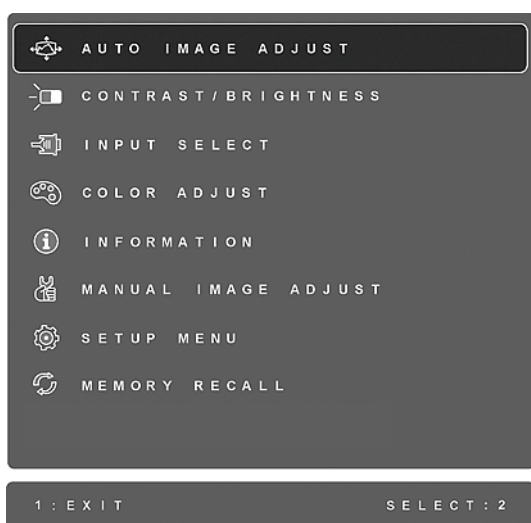 AUTO IMAGE ADJUST
CONTRAST/BRIGHTNESS
INPUT SELECT
COLOR ADJUST
INFORMATION
MANUAL IMAGE ADJUST
SETUP MENU
MEMORY RECALL
1:EXIT SELECT:2